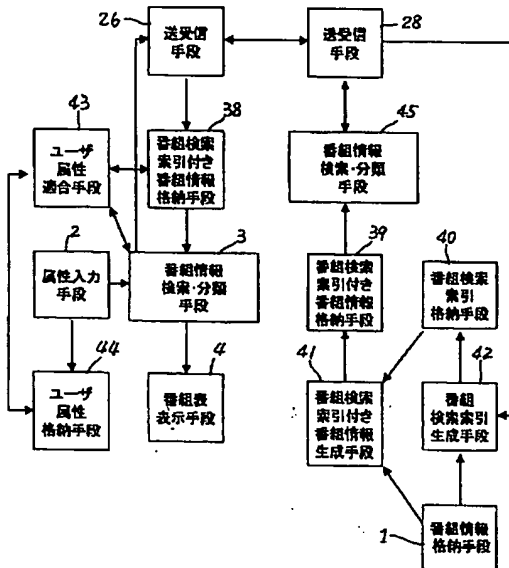 26
送受信
手段
28
送受信
手段
43
ユーザ
属性
適合手段
38
番組検索
索引付き
番組情報
格納手段
45
番組情報
検索・分類
手段
2
属性入力
手段
3
番組情報
検索・分類
手段
39
番組検索
索引付き
番組情報
格納手段
40
番組検索
索引
格納手段
44
ユーザ
属性
格納手段
4
番組表
表示手段
41
番組検索
索引付き
番組情報
生成手段
42
番組
検索索引
生成手段
1
番組情報
格納手段